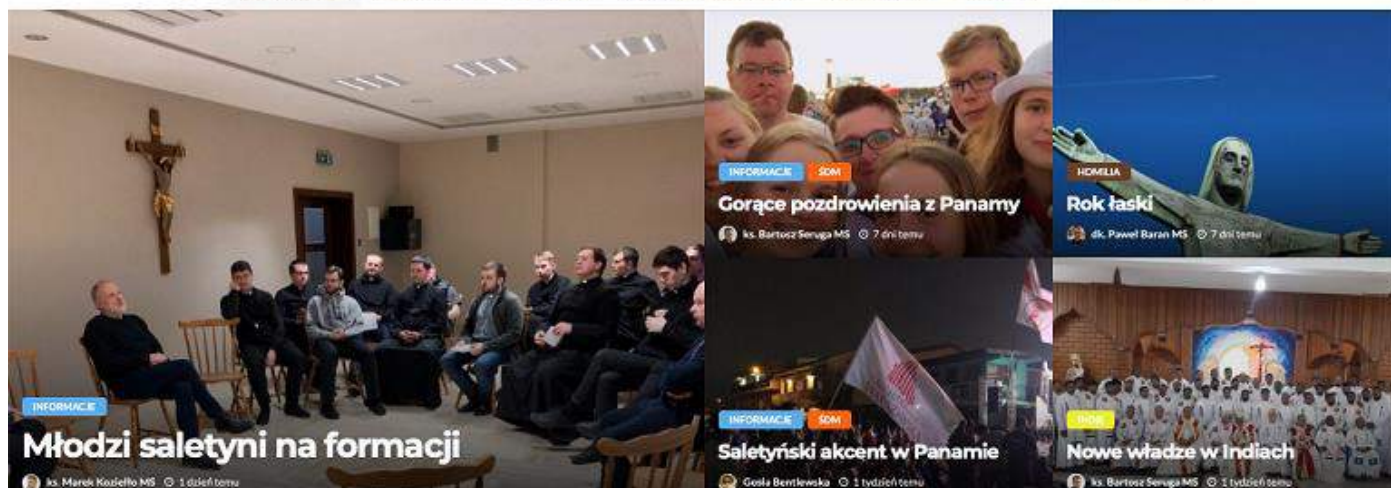 INFORMACJE
Młodzi saletyni na formacji
ks. Marek Koziełło MS 1 dzień temu
INFORMACJE ŚDM
Gorące pozdrowienia z Panamy
ks. Bartosz Seruga MS 7 dni temu
HOMILIA
Rok łaski
dk. Paweł Baran MS 7 dni temu
INFORMACJE ŚDM
Saletyński akcent w Panamie
Gosia Bentlewska 1 tydzień temu
INDIE
Nowe władze w Indiach
ks. Bartosz Seruga MS 1 tydzień temu